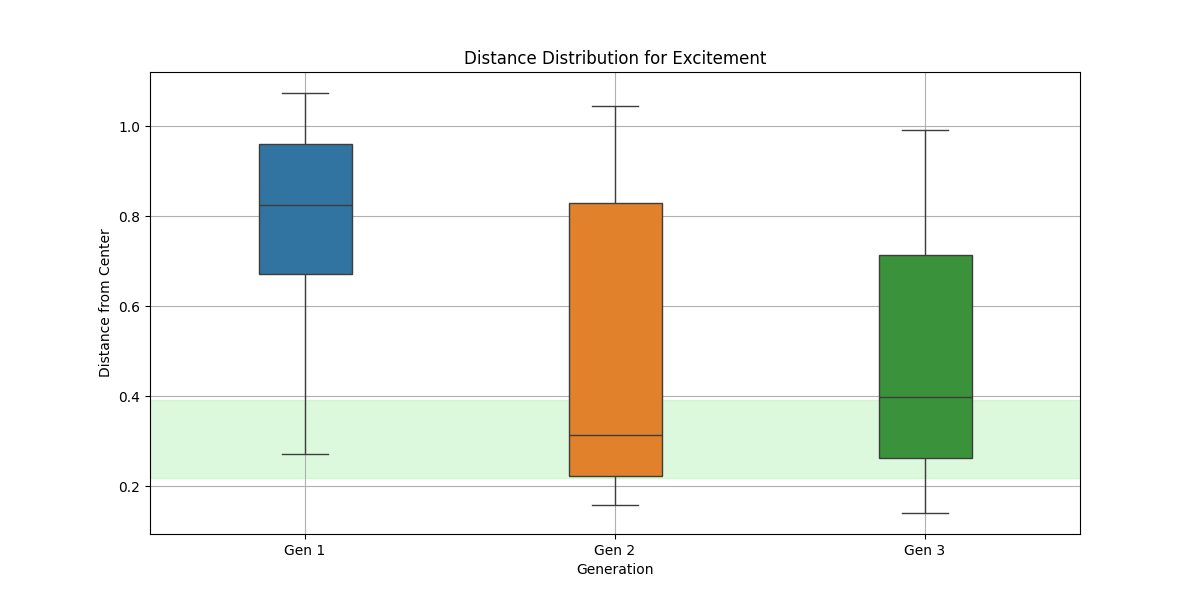 Distance Distribution for Excitement
Distance from Center
1.0
0.8
0.6
0.4
0.2
Gen 1
Gen 2
Gen 3
Generation